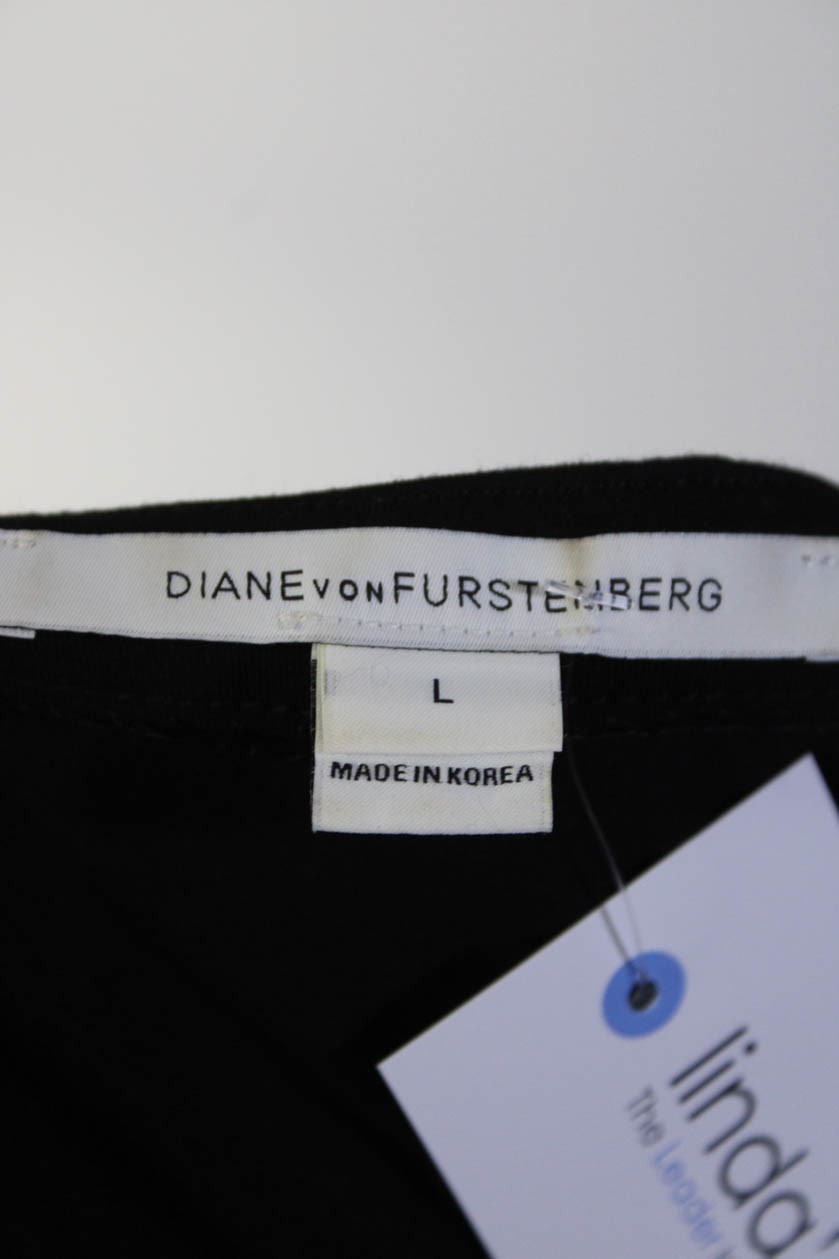 DIANE VON FURSTENBERG
L
MADE IN KOREA
linda
The Leader